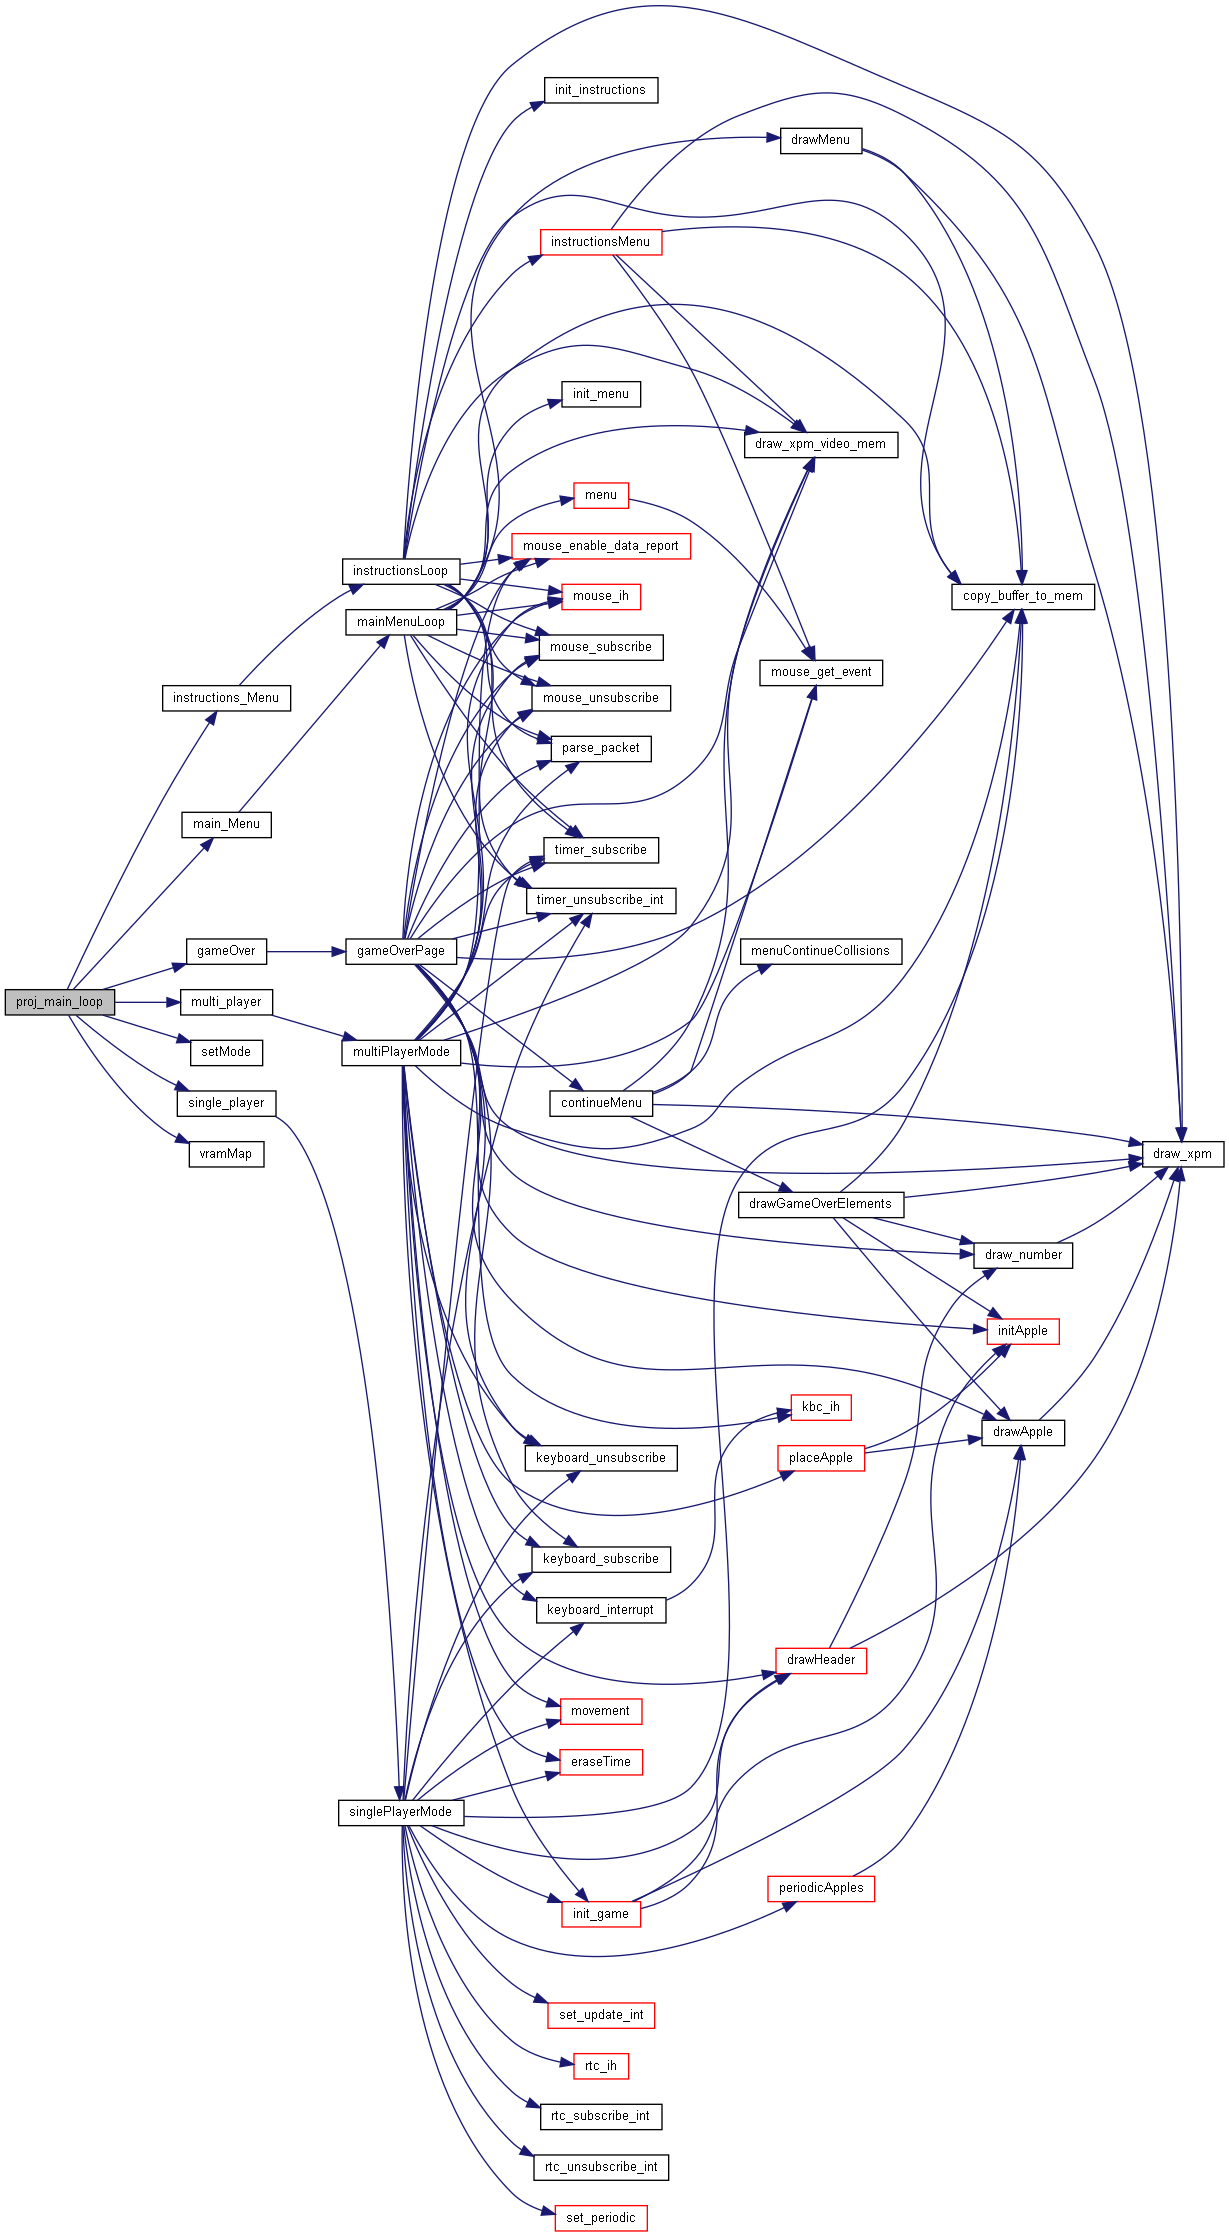 init_instructions
drawMenu
instructionsMenu
init_menu
draw_xpm_video_mem
menu
mouse_enable_data_report
instructionsLoop
mouse_ih
copy_buffer_to_mem
mainMenuLoop
mouse_subscribe
mouse_get_event
instructions_Menu
mouse_unsubscribe
parse_packet
main_Menu
timer_subscribe
timer_unsubscribe_int
gameOver
gameOverPage
menuContinueCollisions
proj_main_loop
multi_player
setMode
multiPlayerMode
single_player
continueMenu
vramMap
draw_xpm
drawGameOverElements
draw_number
initApple
kbc_ih
drawApple
keyboard_unsubscribe
placeApple
keyboard_subscribe
keyboard_interrupt
drawHeader
movement
eraseTime
singlePlayerMode
periodicApples
init_game
set_update_int
rtc_ih
rtc_subscribe_int
rtc_unsubscribe_int
set_periodic